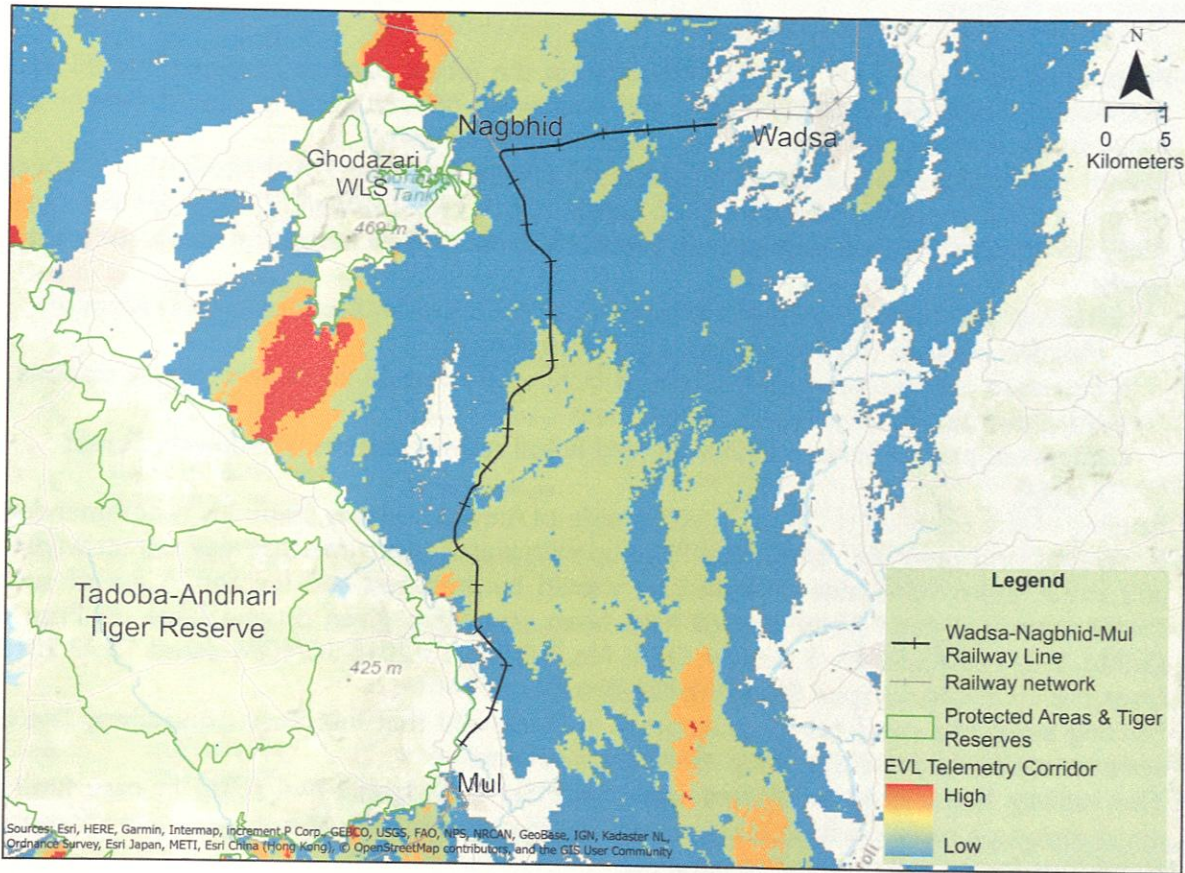 N
0 5
Kilometers
Nagbhid
Wadsa
Ghodazari
WLS
Tank
469 m
Tadoba-Andhari
Tiger Reserve
425 m
Mul
Legend
Wadsa-Nagbhid-Mul
Railway Line
Railway network
Protected Areas & Tiger
Reserves
EVL Telemetry Corridor
High
Low
roli
Sources: Esri, HERE, Garmin, Intermap, increment P Corp., GEBCO, USGS, FAO, NPS, NRCAN, GeoBase, IGN, Kadaster NL,
Ordnance Survey, Esri Japan, METI, Esri China (Hong Kong), © OpenStreetMap contributors, and the GIS User Community